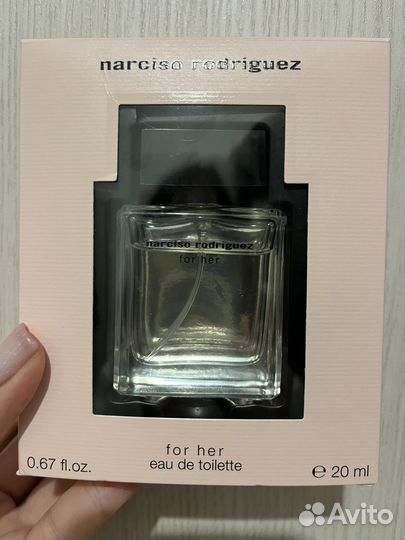 narciso rodriguez
narciso rodriguez
for her
for her
eau de toilette
0.67 fl.oz.
℮ 20 ml
Avito